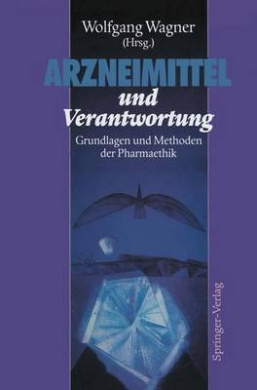 Wolfgang Wagner
(Hrsg.)
ARZNEIMITTEL
und
Verantwortung
Grundlagen und Methoden
der Pharmaethik
Springer-Verlag